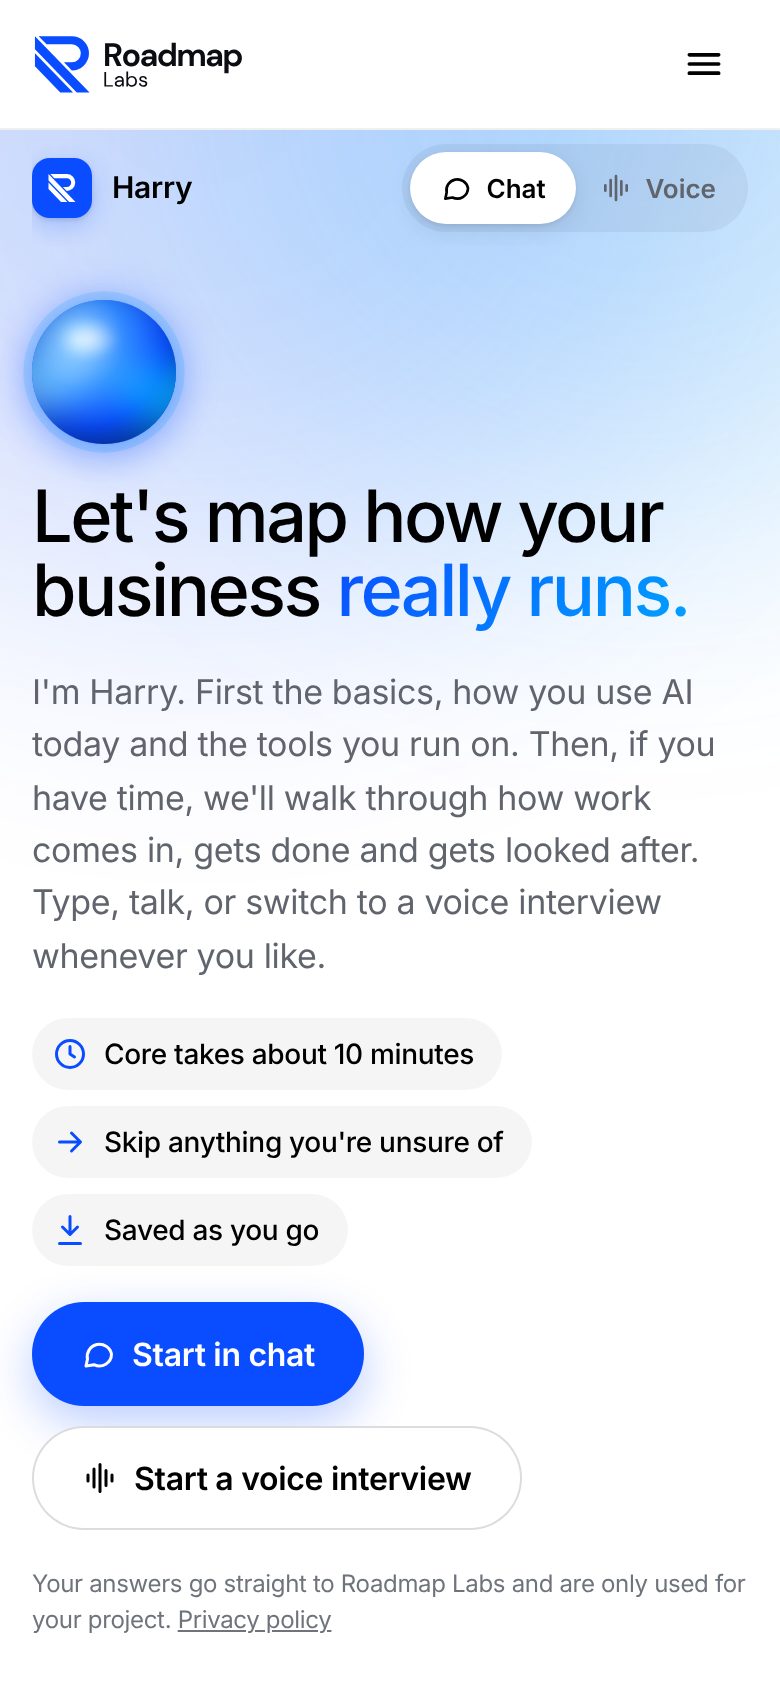 Roadmap
Labs
Harry
Chat
Voice
Let's map how your
business really runs.
I'm Harry. First the basics, how you use AI
today and the tools you run on. Then, if you
have time, we'll walk through how work
comes in, gets done and gets looked after.
Type, talk, or switch to a voice interview
whenever you like.
Core takes about 10 minutes
Skip anything you're unsure of
Saved as you go
Start in chat
Start a voice interview
Your answers go straight to Roadmap Labs and are only used for
your project. Privacy policy